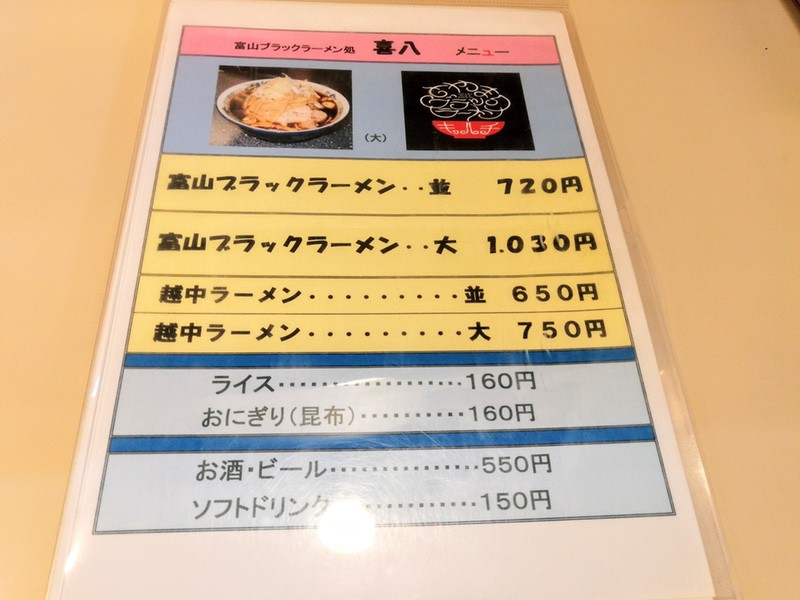 富山ブラックラーメン処 喜八 メニュー
(大)
富山ブラックラーメン‥並 720円
富山ブラックラーメン‥大 1.030円
越中ラーメン・・・・・・・・・並 650円
越中ラーメン・・・・・・・・・大 750円
ライス・・・・・・・・・・・・・・・・・・160円
おにぎり(昆布)・・・・・・・・・・・160円
お酒・ビール・・・・・・・・・・・・・・・550円
ソフトドリンク・・・・・・・・・・・・・150円